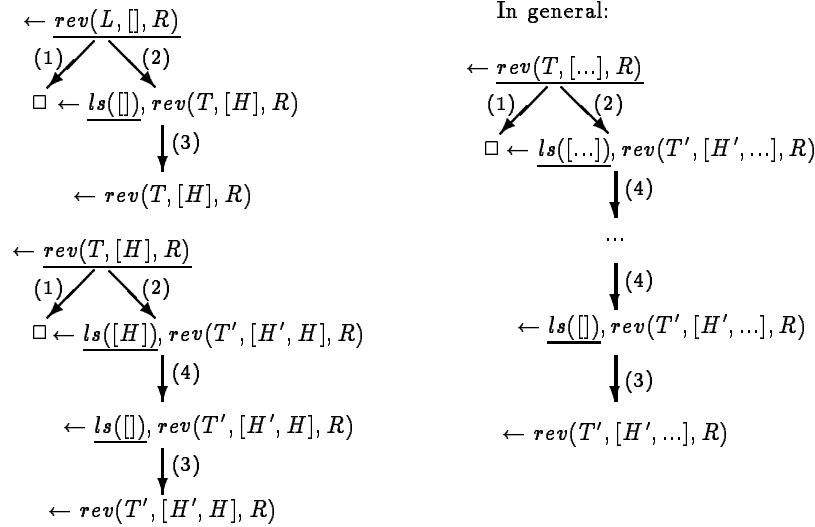 ← rev(L, [], R)
(1)
(2)
□ ← ls([]), rev(T, [H], R)
(3)
← rev(T, [H], R)
← rev(T, [H], R)
(1)
(2)
□ ← ls([H]), rev(T′, [H′, H], R)
(4)
← ls([]), rev(T′, [H′, H], R)
(3)
← rev(T′, [H′, H], R)
In general:
← rev(T, [...], R)
(1)
(2)
□ ← ls([...]), rev(T′, [H′, ...], R)
(4)
...
(4)
← ls([]), rev(T′, [H′, ...], R)
(3)
← rev(T′, [H′, ...], R)